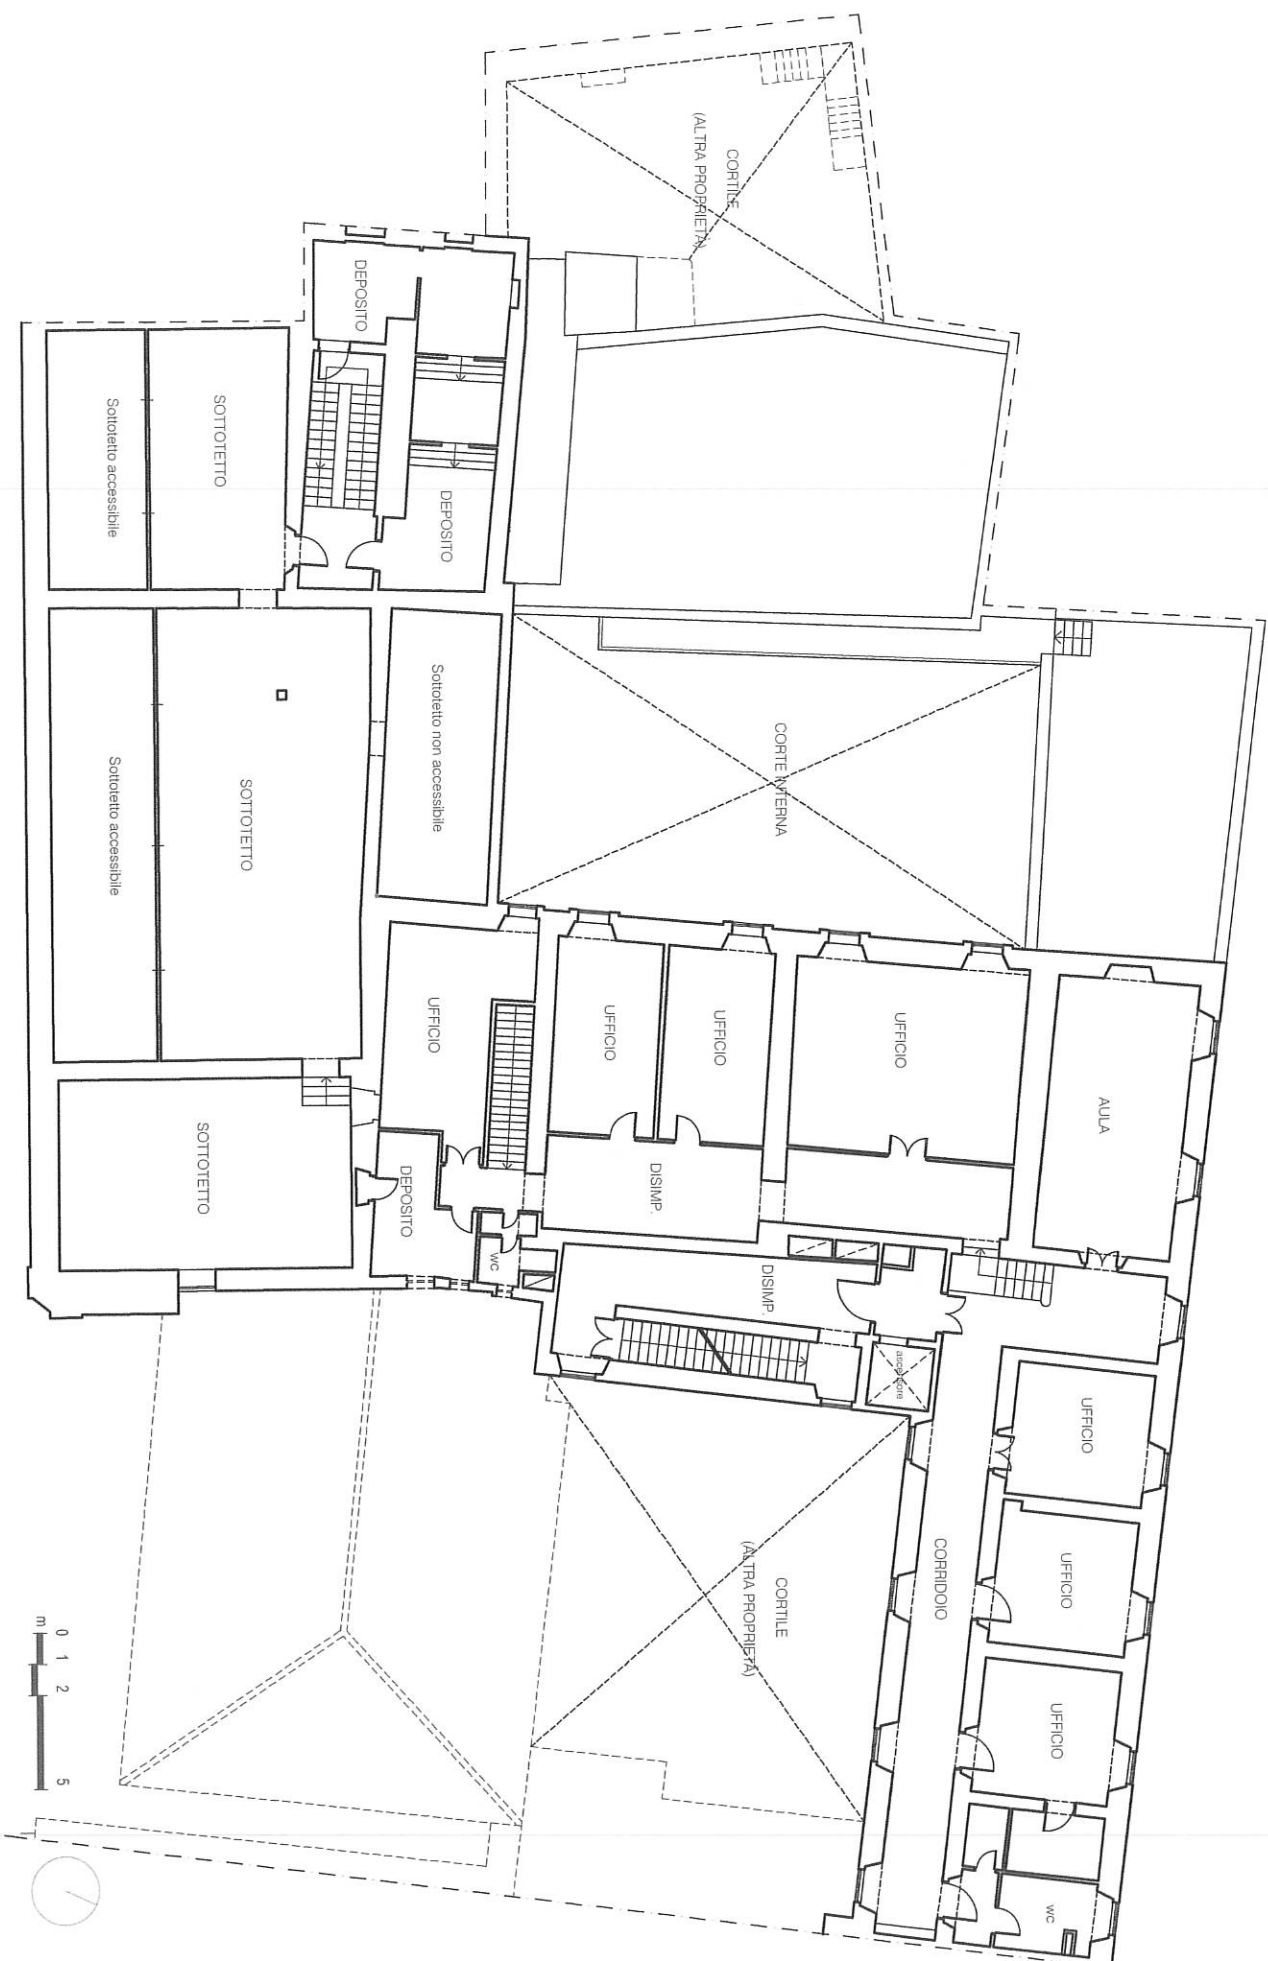 CORTILE
(ALTRA PROPRIETÀ)
DEPOSITO
SOTTOTETTO
Sottotetto accessibile
DEPOSITO
Sottotetto non accessibile
CORTE INTERNA
SOTTOTETTO
Sottotetto accessibile
UFFICIO
UFFICIO
UFFICIO
UFFICIO
AULA
SOTTOTETTO
DEPOSITO
DISIMP.
WC
DISIMP.
ascensore
UFFICIO
CORTILE
(ALTRA PROPRIETÀ)
CORRIDOIO
UFFICIO
UFFICIO
WC
0 1 2 5
m